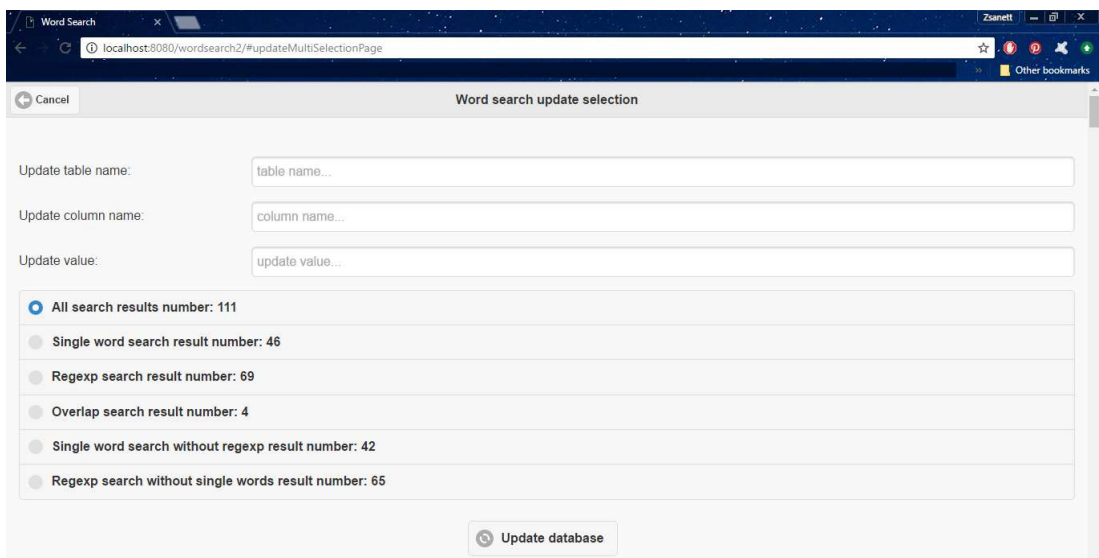 Word Search
Zsanett
localhost:8080/wordsearch2/#updateMultiSelectionPage
Other bookmarks
Cancel
Word search update selection
Update table name: table name...
Update column name: column name...
Update value: update value...
All search results number: 111
Single word search result number: 46
Regexp search result number: 69
Overlap search result number: 4
Single word search without regexp result number: 42
Regexp search without single words result number: 65
Update database